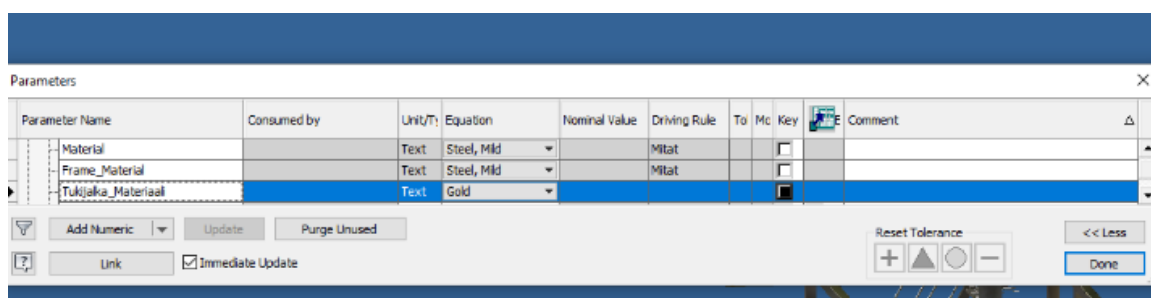 Parameters
Parameter Name Consumed by Unit/Ty Equation Nominal Value Driving Rule To Mc Key E Comment
Material Text Steel, Mild Mitat
Frame_Material Text Steel, Mild Mitat
Tukijalka_Materiaali Text Gold
Add Numeric Update Purge Unused Reset Tolerance << Less
Link Immediate Update Done